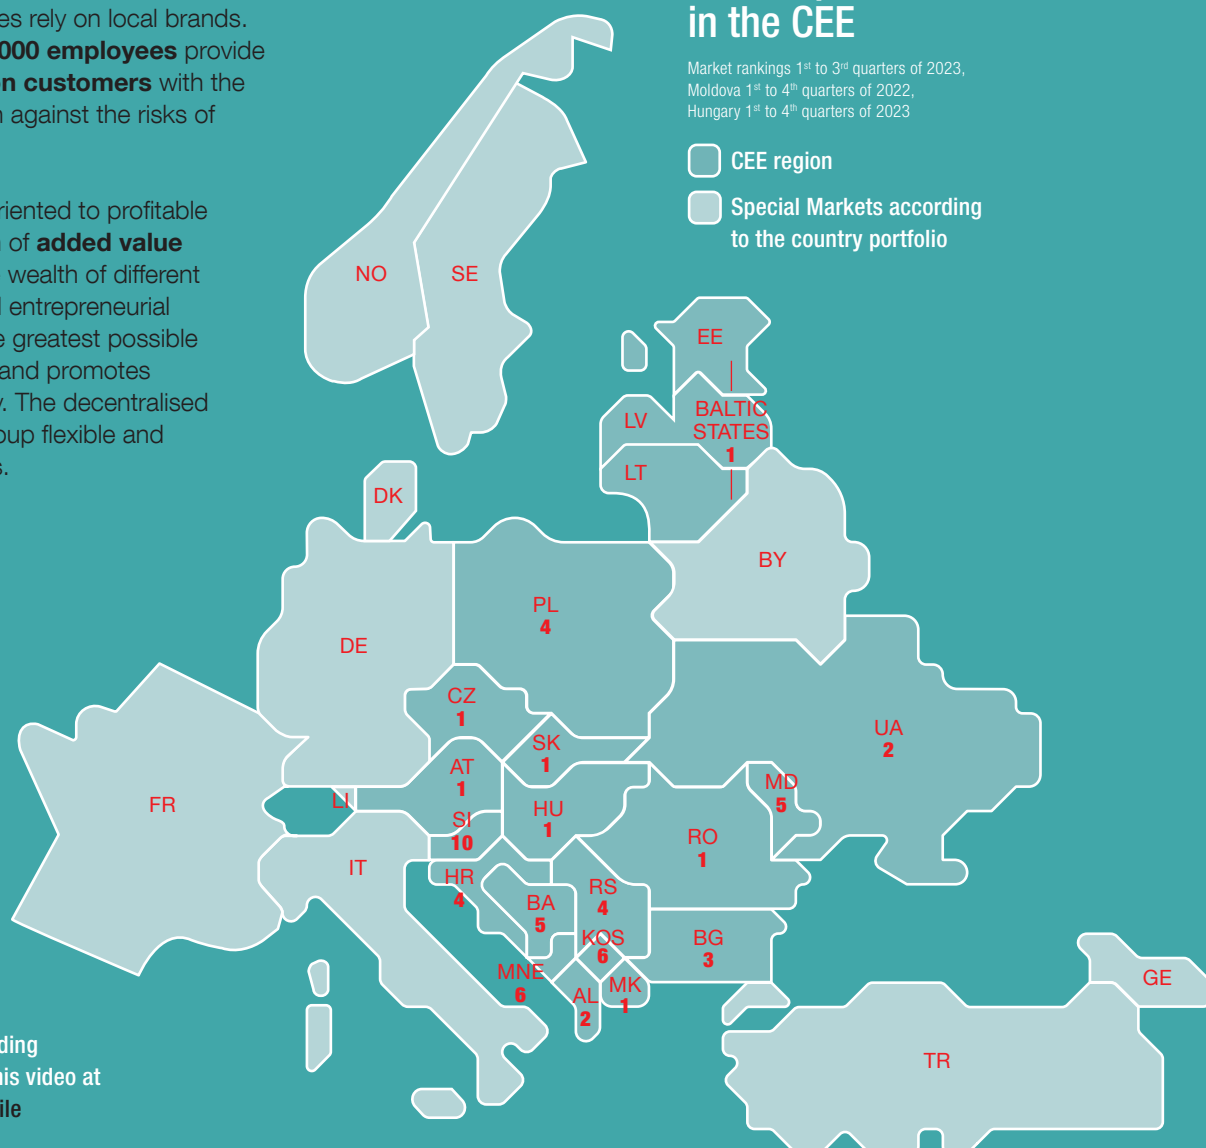 es rely on local brands.
000 employees provide
customers with the
against the risks of
riented to profitable
of added value
wealth of different
entrepreneurial
greatest possible
and promotes
The decentralised
oup flexible and
in the CEE
Market rankings 1st to 3rd quarters of 2023,
Moldova 1st to 4th quarters of 2022,
Hungary 1st to 4th quarters of 2023
CEE region
Special Markets according
to the country portfolio
NO
SE
EE
LV
BALTIC
STATES
1
LT
DK
BY
PL
4
DE
CZ
1
UA
2
SK
1
AT
1
MD
5
LI
FR
HU
1
SI
10
RO
1
IT
HR
4
RS
4
BA
5
KOS
6
BG
3
MNE
6
AL
2
MK
1
GE
TR
ding
his video at
ile